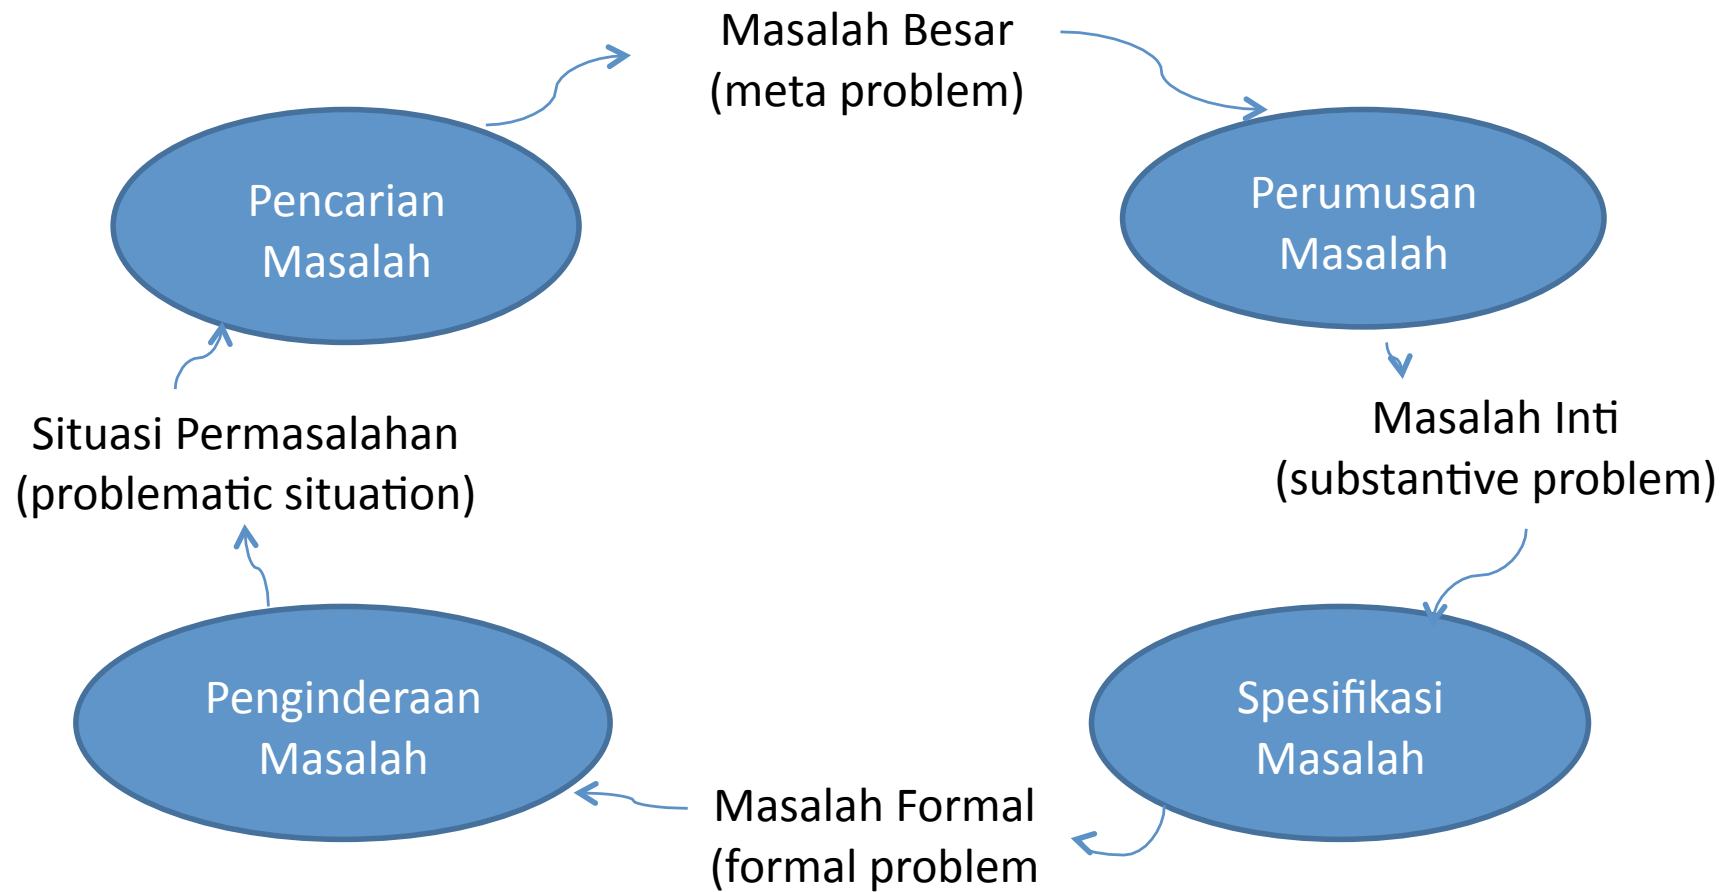 Masalah Besar
(meta problem)
Pencarian
Masalah
Perumusan
Masalah
Situasi Permasalahan
(problematic situation)
Masalah Inti
(substantive problem)
Penginderaan
Masalah
Spesifikasi
Masalah
Masalah Formal
(formal problem